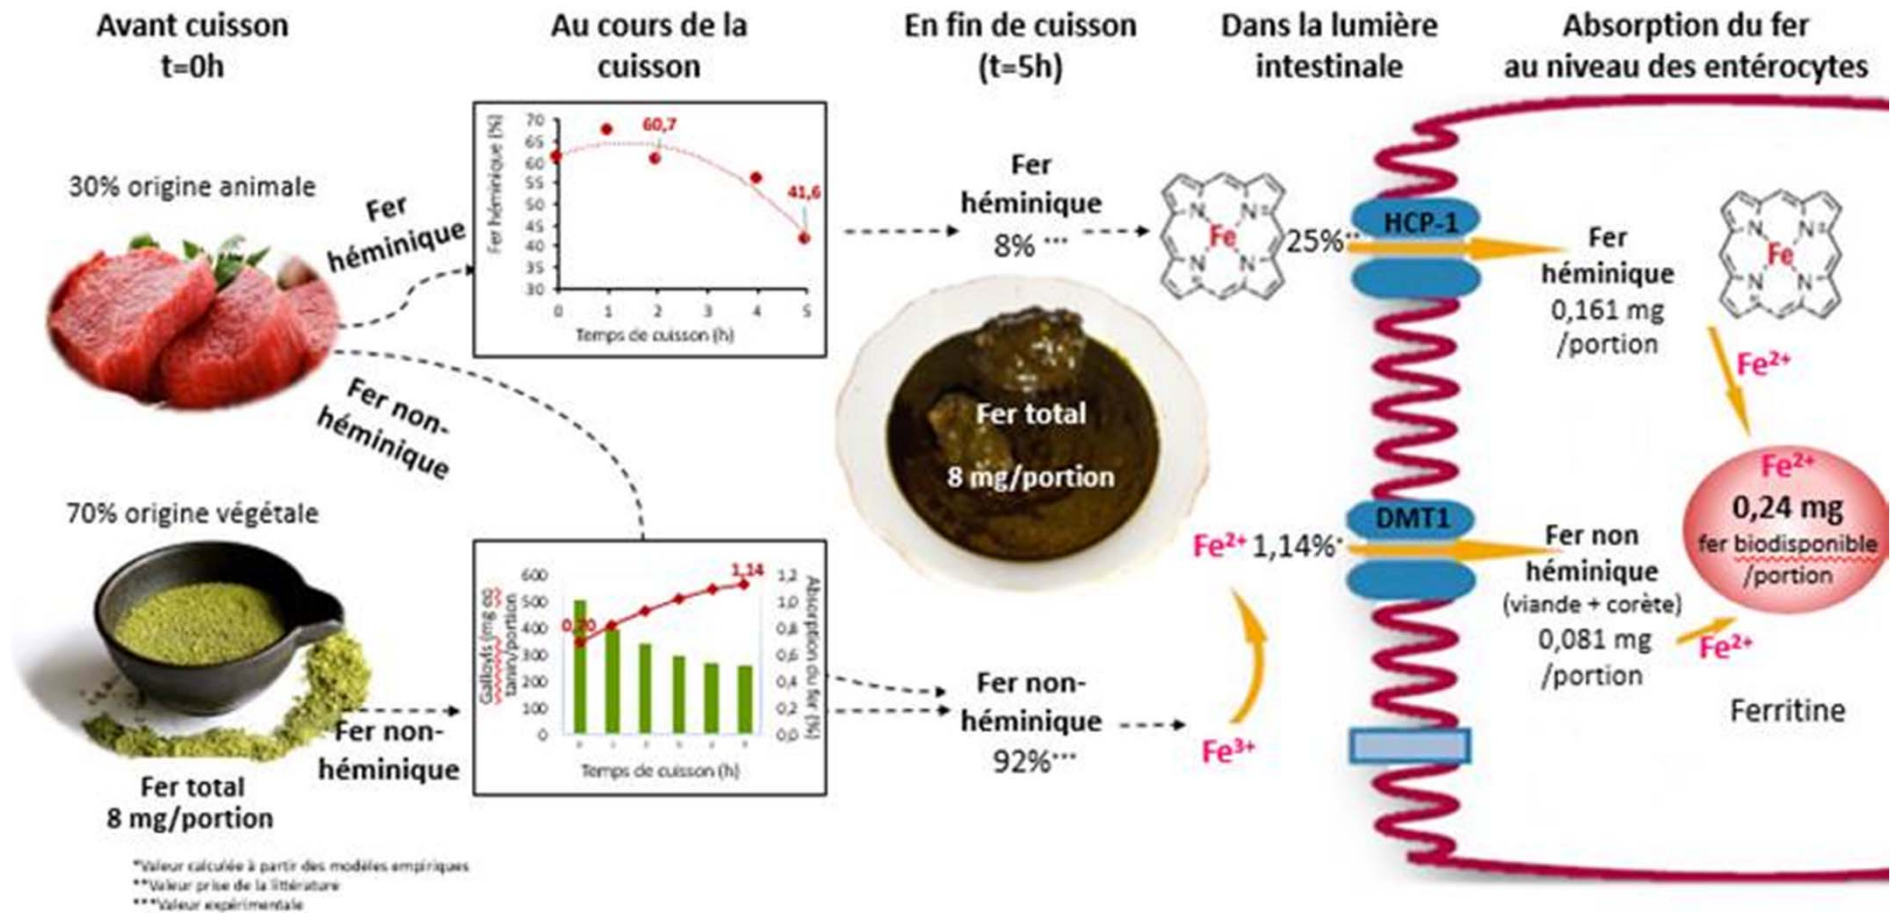 Avant cuisson
t=0h
Au cours de la
cuisson
En fin de cuisson
(t=5h)
Dans la lumière
intestinale
Absorption du fer
au niveau des entérocytes
30% origine animale
Fer
héminique
Fer non-
héminique
70% origine végétale
Fer non-
héminique
Fer total
8 mg/portion
Fer héminique (%)
70
65
60
55
50
45
40
35
30
60,7
41,6
0
1
2
3
4
5
Temps de cuisson (h)
Galloyls (mg eq
tanin/portion
600
500
400
300
200
100
0
0,70
1,14
1,2
1,0
0,8
0,6
0,4
0,2
0,0
Absorption du fer (%)
Temps de cuisson (h)
Fer
héminique
8% ***
Fer total
8 mg/portion
Fer non-
héminique
92%***
N
N
Fe
N
N
25%**
HCP-1
Fe2+ 1,14%*
DMT1
Fe3+
Fer
héminique
0,161 mg
/portion
N
N
Fe
N
N
Fe2+
Fer non
héminique
(viande + corète)
0,081 mg
/portion
Fe2+
Fe2+
0,24 mg
fer biodisponible
/portion
Ferritine
*Valeur calculée à partir des modèles empiriques
**Valeur prise de la littérature
***Valeur expérimentale